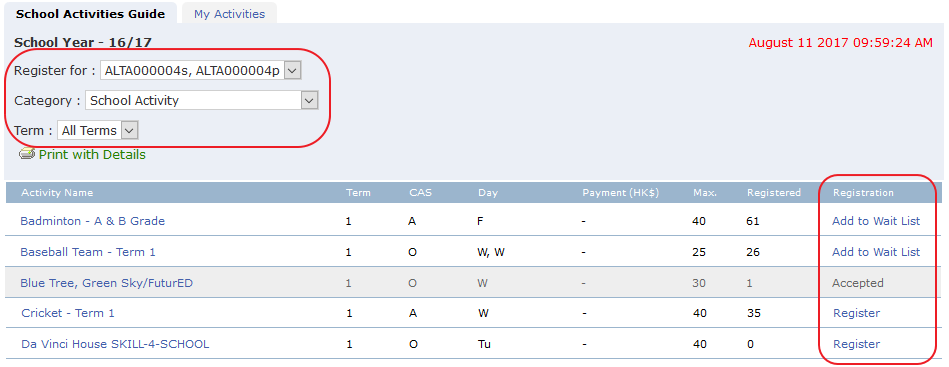 School Activities Guide My Activities
School Year - 16/17 August 11 2017 09:59:24 AM
Register for : ALTA000004s, ALTA000004p
Category : School Activity
Term : All Terms
Print with Details
Activity Name Term CAS Day Payment (HK$) Max. Registered Registration
Badminton - A & B Grade 1 A F - 40 61 Add to Wait List
Baseball Team - Term 1 1 O W, W - 25 26 Add to Wait List
Blue Tree, Green Sky/FuturED 1 O W - 30 1 Accepted
Cricket - Term 1 1 A W - 40 35 Register
Da Vinci House SKILL-4-SCHOOL 1 O Tu - 40 0 Register